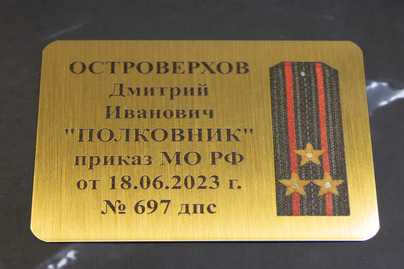 ОСТРОВЕРХОВ
Дмитрий
Иванович
"ПОЛКОВНИК"
приказ МО РФ
от 18.06.2023 г.
№ 697 дпс